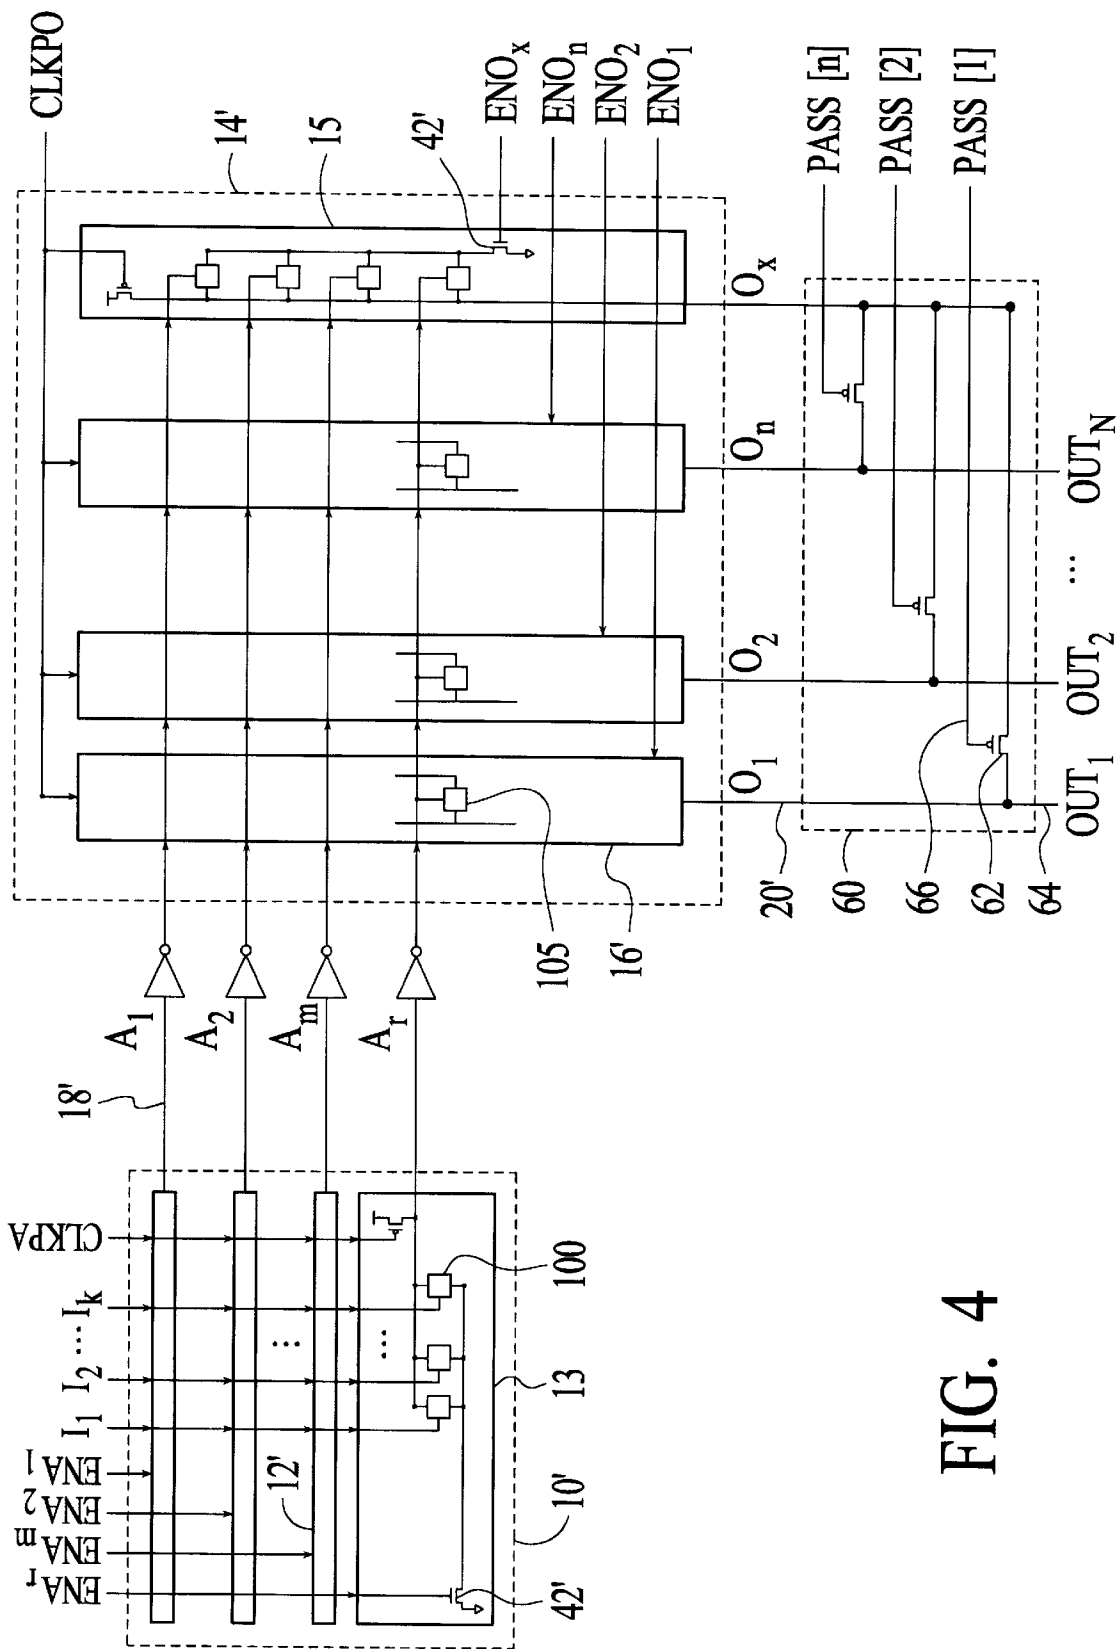 CLKPO
14'
15
42'
ENOx
ENOn
ENO2
ENO1
PASS [n]
PASS [2]
PASS [1]
Ox
On
O2
O1
OUTN
...
OUT2
OUT1
20'
60
66
62
64
105
16'
A1
A2
Am
Ar
18'
CLKPA
Ik
...
I2
I1
ENA1
ENA2
ENAm
ENAr
12'
...
...
100
13
10'
42'
FIG. 4